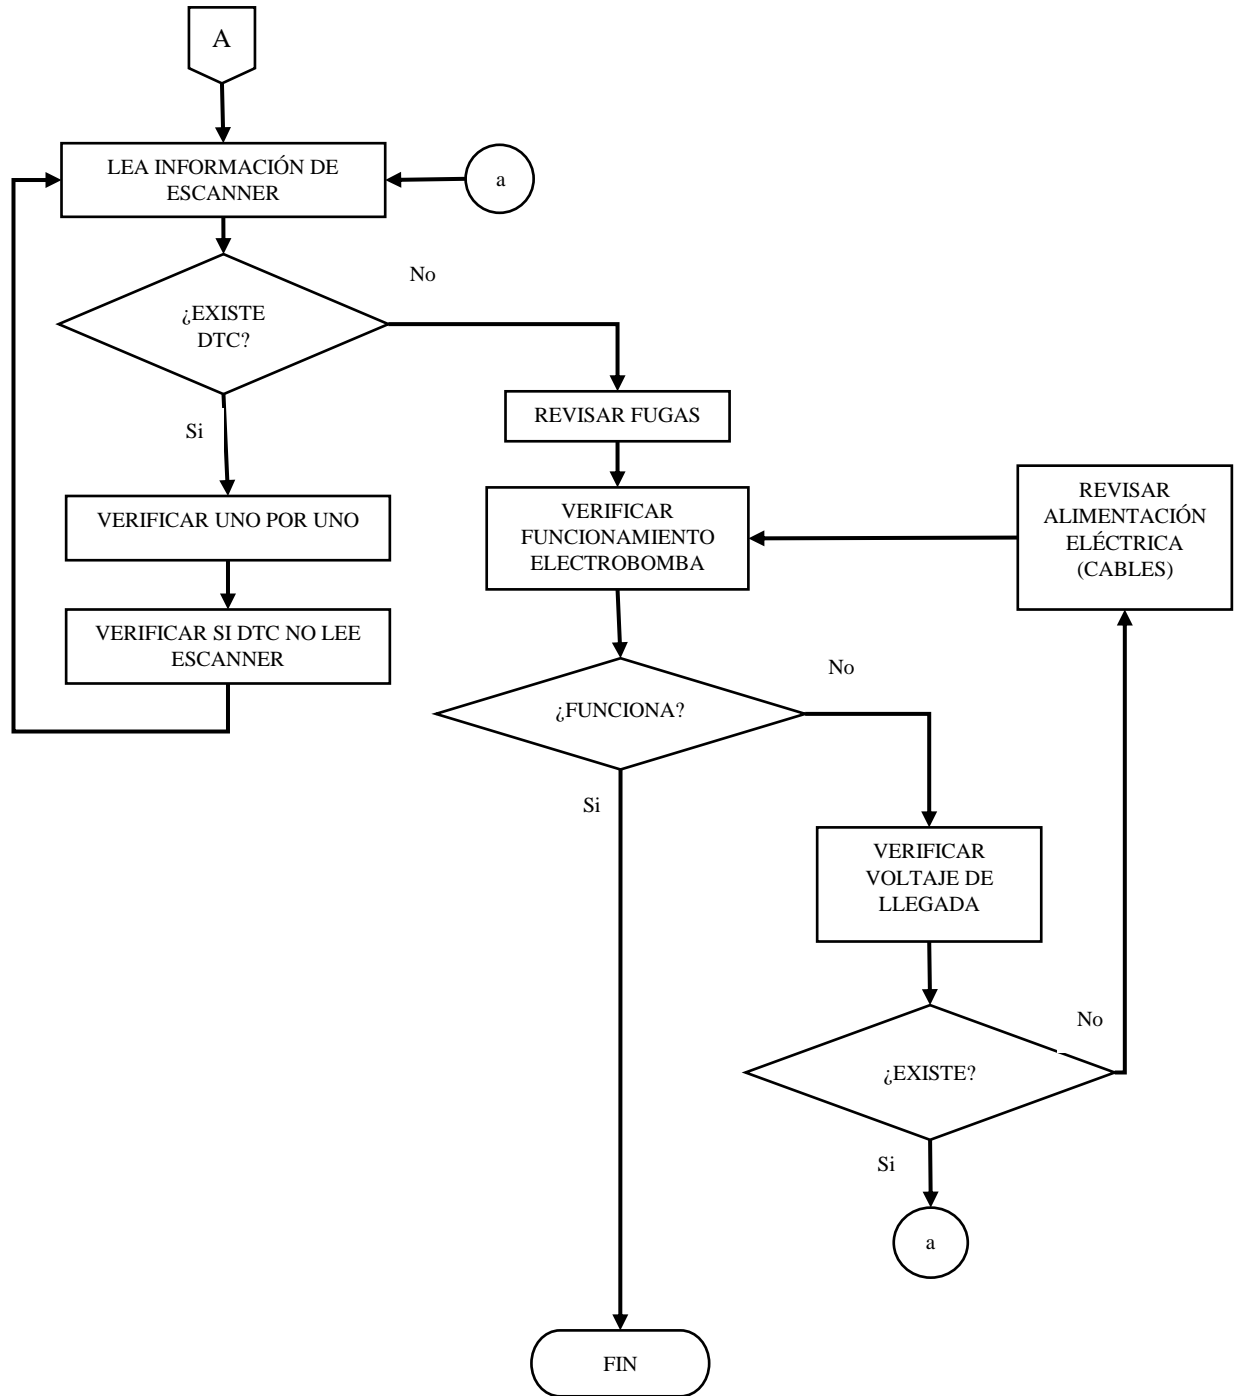 A
LEA INFORMACIÓN DE
ESCANNER
a
No
¿EXISTE
DTC?
Si
REVISAR FUGAS
VERIFICAR UNO POR UNO
VERIFICAR
FUNCIONAMIENTO
ELECTROBOMBA
REVISAR
ALIMENTACIÓN
ELÉCTRICA
(CABLES)
VERIFICAR SI DTC NO LEE
ESCANNER
No
¿FUNCIONA?
Si
VERIFICAR
VOLTAJE DE
LLEGADA
No
¿EXISTE?
Si
a
FIN